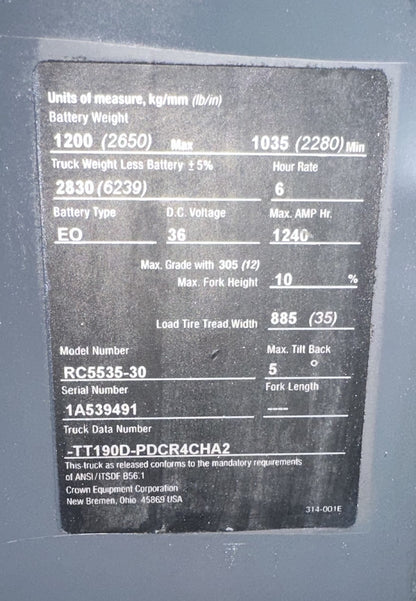 Units of measure, kg/mm (lb/in)
Battery Weight
1200 (2650) Max 1035 (2280) Min
Truck Weight Less Battery ± 5% Hour Rate
2830 (6239) 6
Battery Type D.C. Voltage Max. AMP Hr.
EO 36 1240
Max. Grade with 305 (12)
Max. Fork Height 10 %
Load Tire Tread Width 885 (35)
Model Number Max. Tilt Back
RC5535-30 5 °
Serial Number Fork Length
1A539491 ----
Truck Data Number
-TT190D-PDCR4CHA2
This truck as released conforms to the mandatory requirements
of ANSI/ITSDF B56.1
Crown Equipment Corporation
New Bremen, Ohio 45869 USA
314-001E